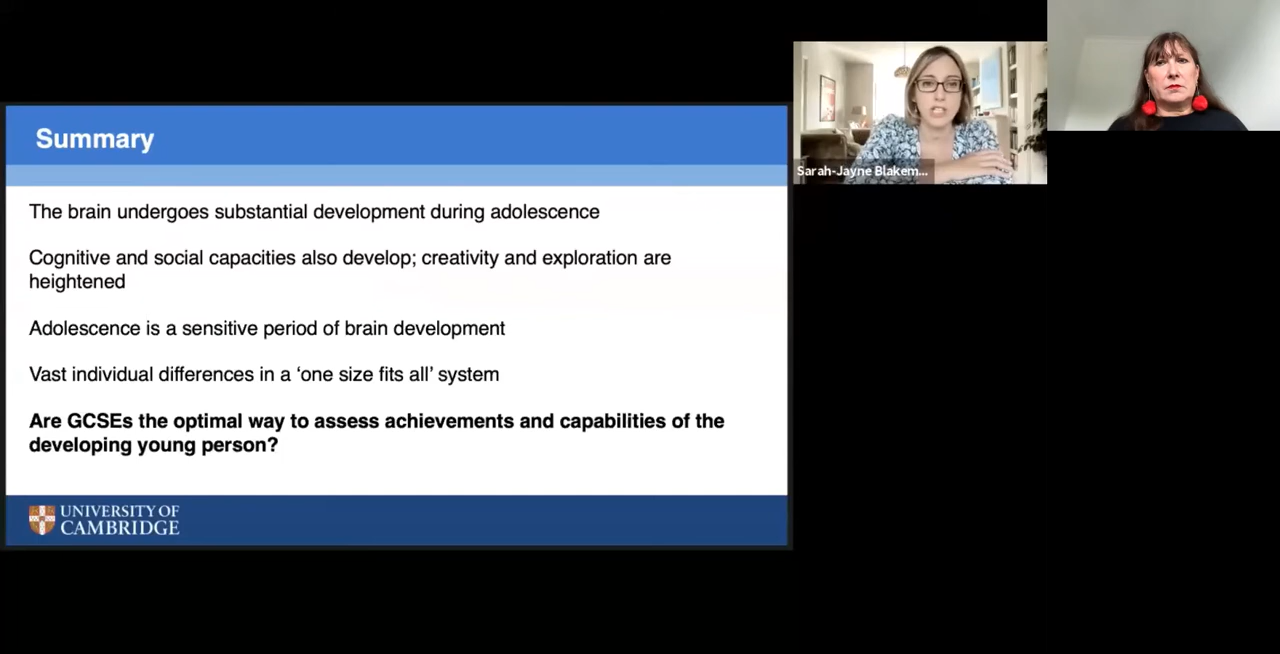 Summary
The brain undergoes substantial development during adolescence
Cognitive and social capacities also develop; creativity and exploration are
heightened
Adolescence is a sensitive period of brain development
Vast individual differences in a ‘one size fits all’ system
Are GCSEs the optimal way to assess achievements and capabilities of the
developing young person?
UNIVERSITY OF
CAMBRIDGE
Sarah-Jayne Blakem...